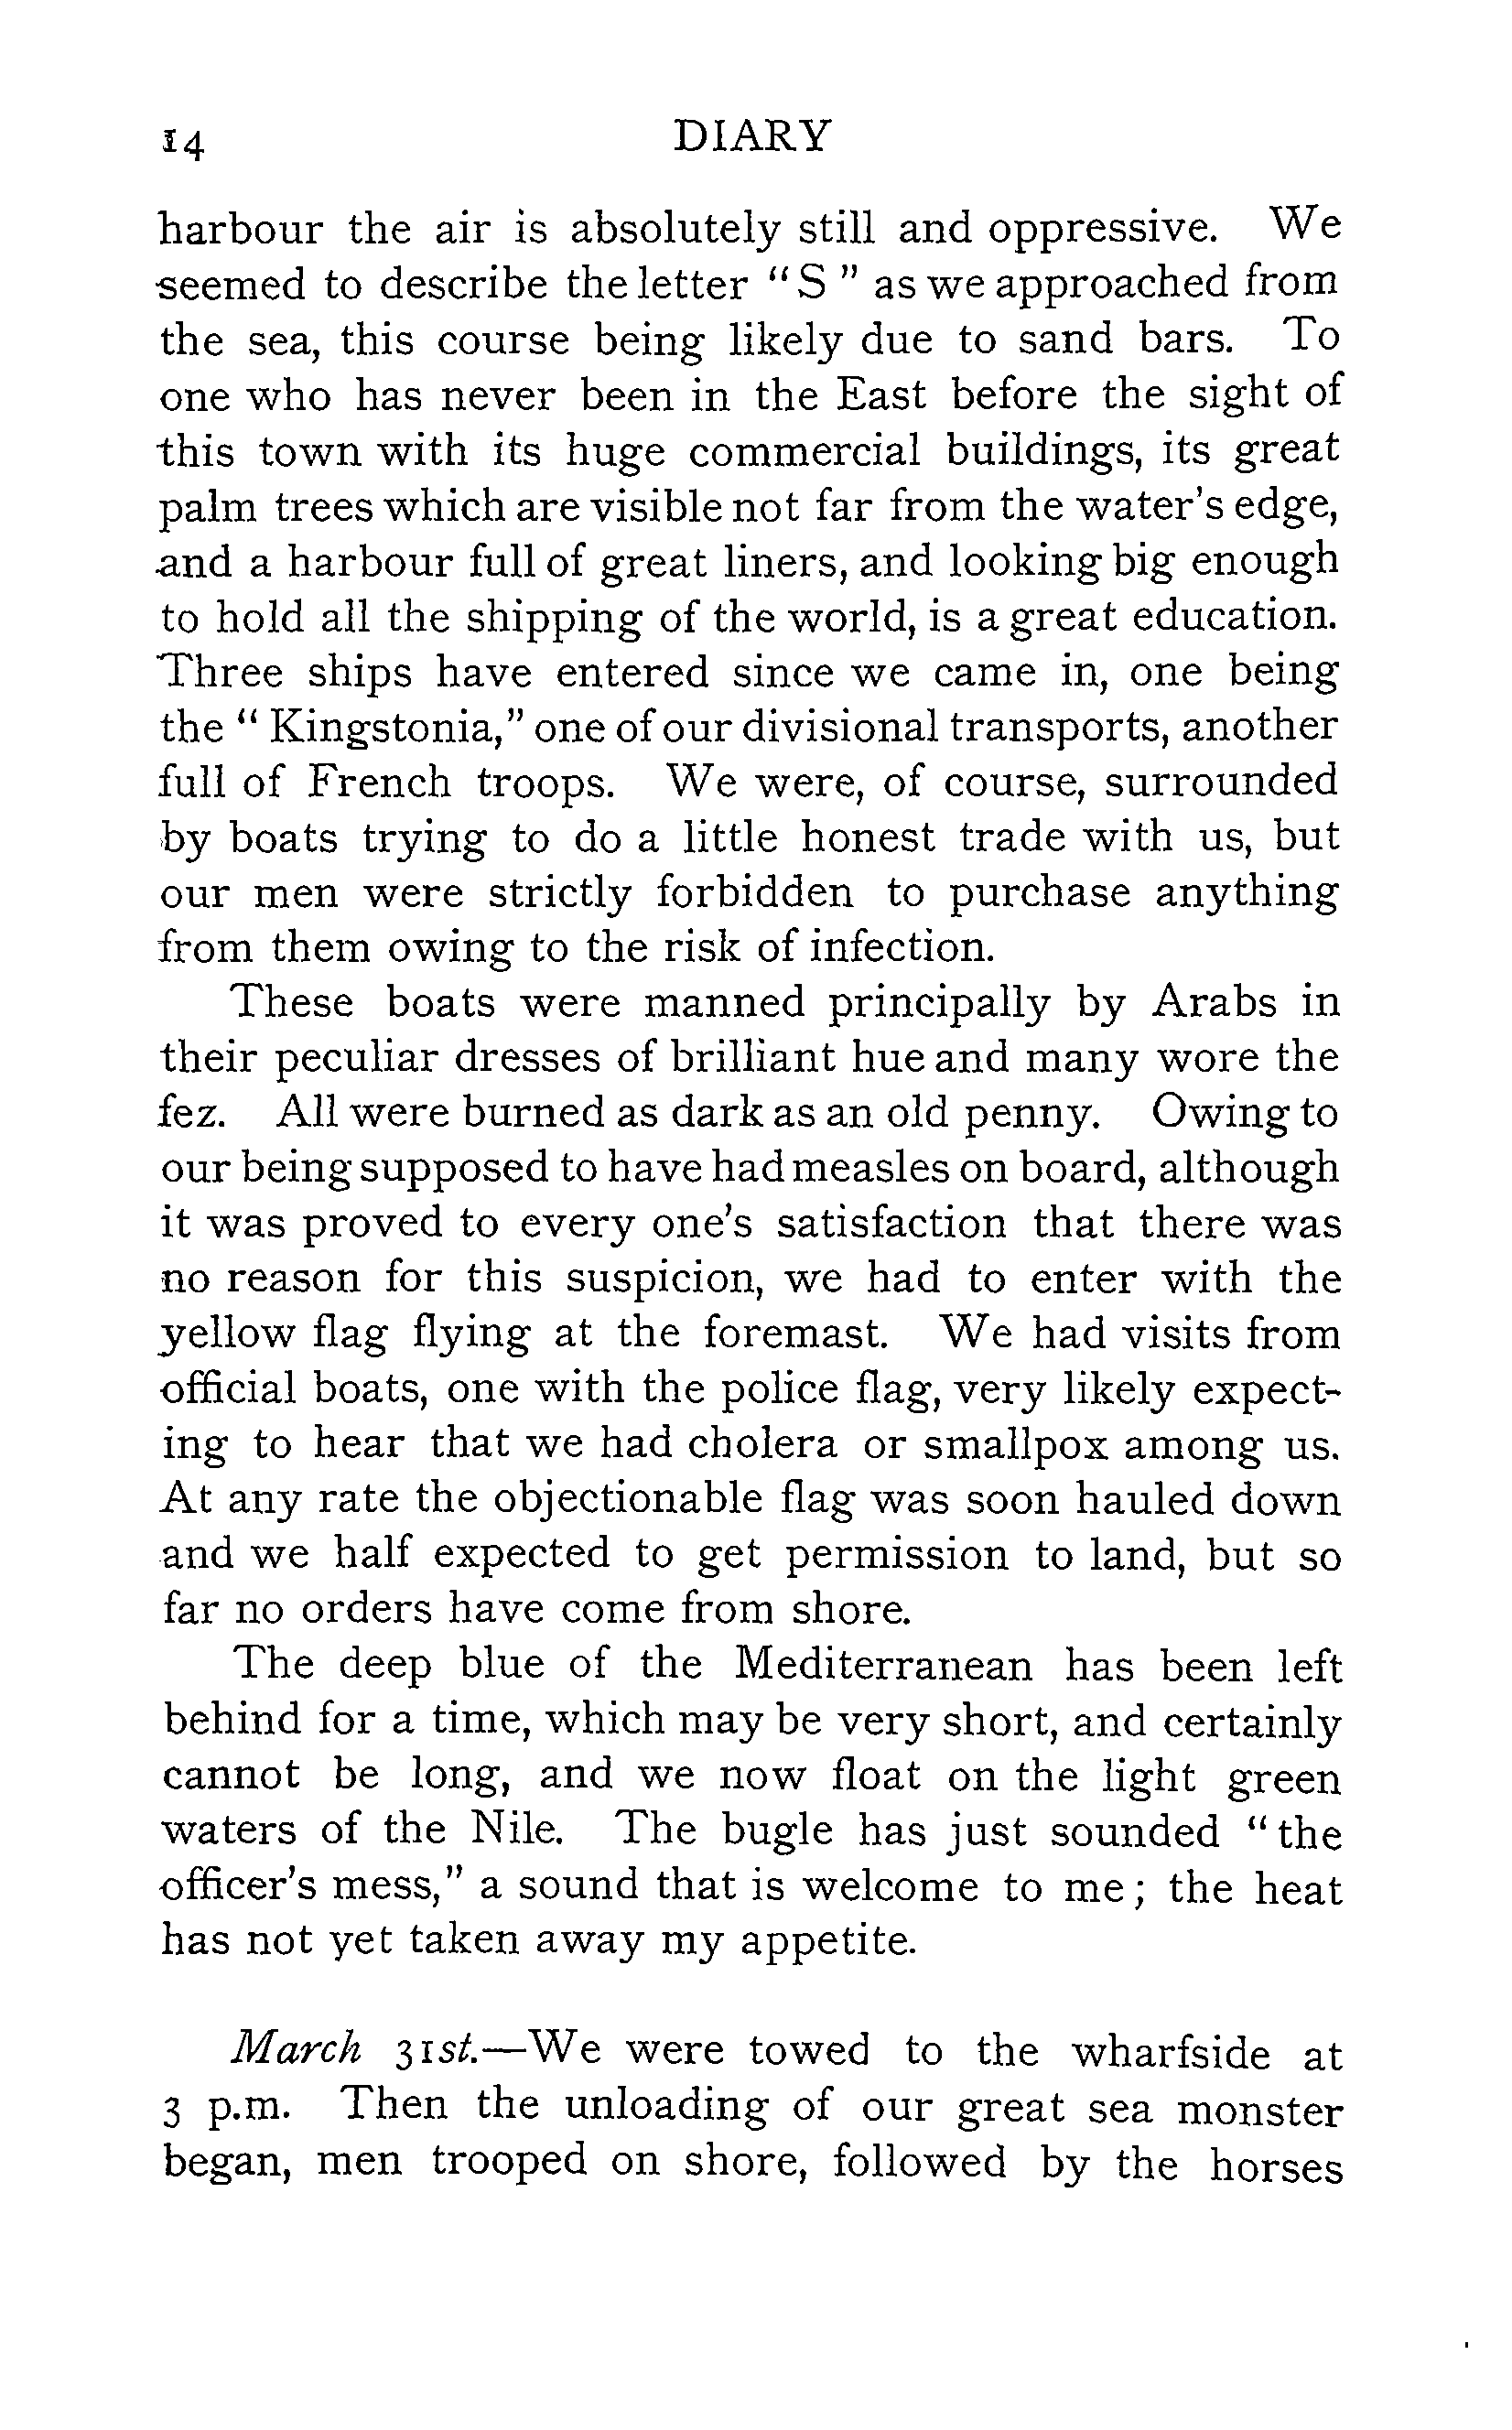 14 DIARY
harbour the air is absolutely still and oppressive. We
seemed to describe the letter “ S ” as we approached from
the sea, this course being likely due to sand bars. To
one who has never been in the East before the sight of
this town with its huge commercial buildings, its great
palm trees which are visible not far from the water’s edge,
and a harbour full of great liners, and looking big enough
to hold all the shipping of the world, is a great education.
Three ships have entered since we came in, one being
the “ Kingstonia,” one of our divisional transports, another
full of French troops. We were, of course, surrounded
by boats trying to do a little honest trade with us, but
our men were strictly forbidden to purchase anything
from them owing to the risk of infection.
These boats were manned principally by Arabs in
their peculiar dresses of brilliant hue and many wore the
fez. All were burned as dark as an old penny. Owing to
our being supposed to have had measles on board, although
it was proved to every one’s satisfaction that there was
no reason for this suspicion, we had to enter with the
yellow flag flying at the foremast. We had visits from
official boats, one with the police flag, very likely expect-
ing to hear that we had cholera or smallpox among us.
At any rate the objectionable flag was soon hauled down
and we half expected to get permission to land, but so
far no orders have come from shore.
The deep blue of the Mediterranean has been left
behind for a time, which may be very short, and certainly
cannot be long, and we now float on the light green
waters of the Nile. The bugle has just sounded “ the
officer’s mess,” a sound that is welcome to me ; the heat
has not yet taken away my appetite.
March 31st.—We were towed to the wharfside at
3 p.m. Then the unloading of our great sea monster
began, men trooped on shore, followed by the horses